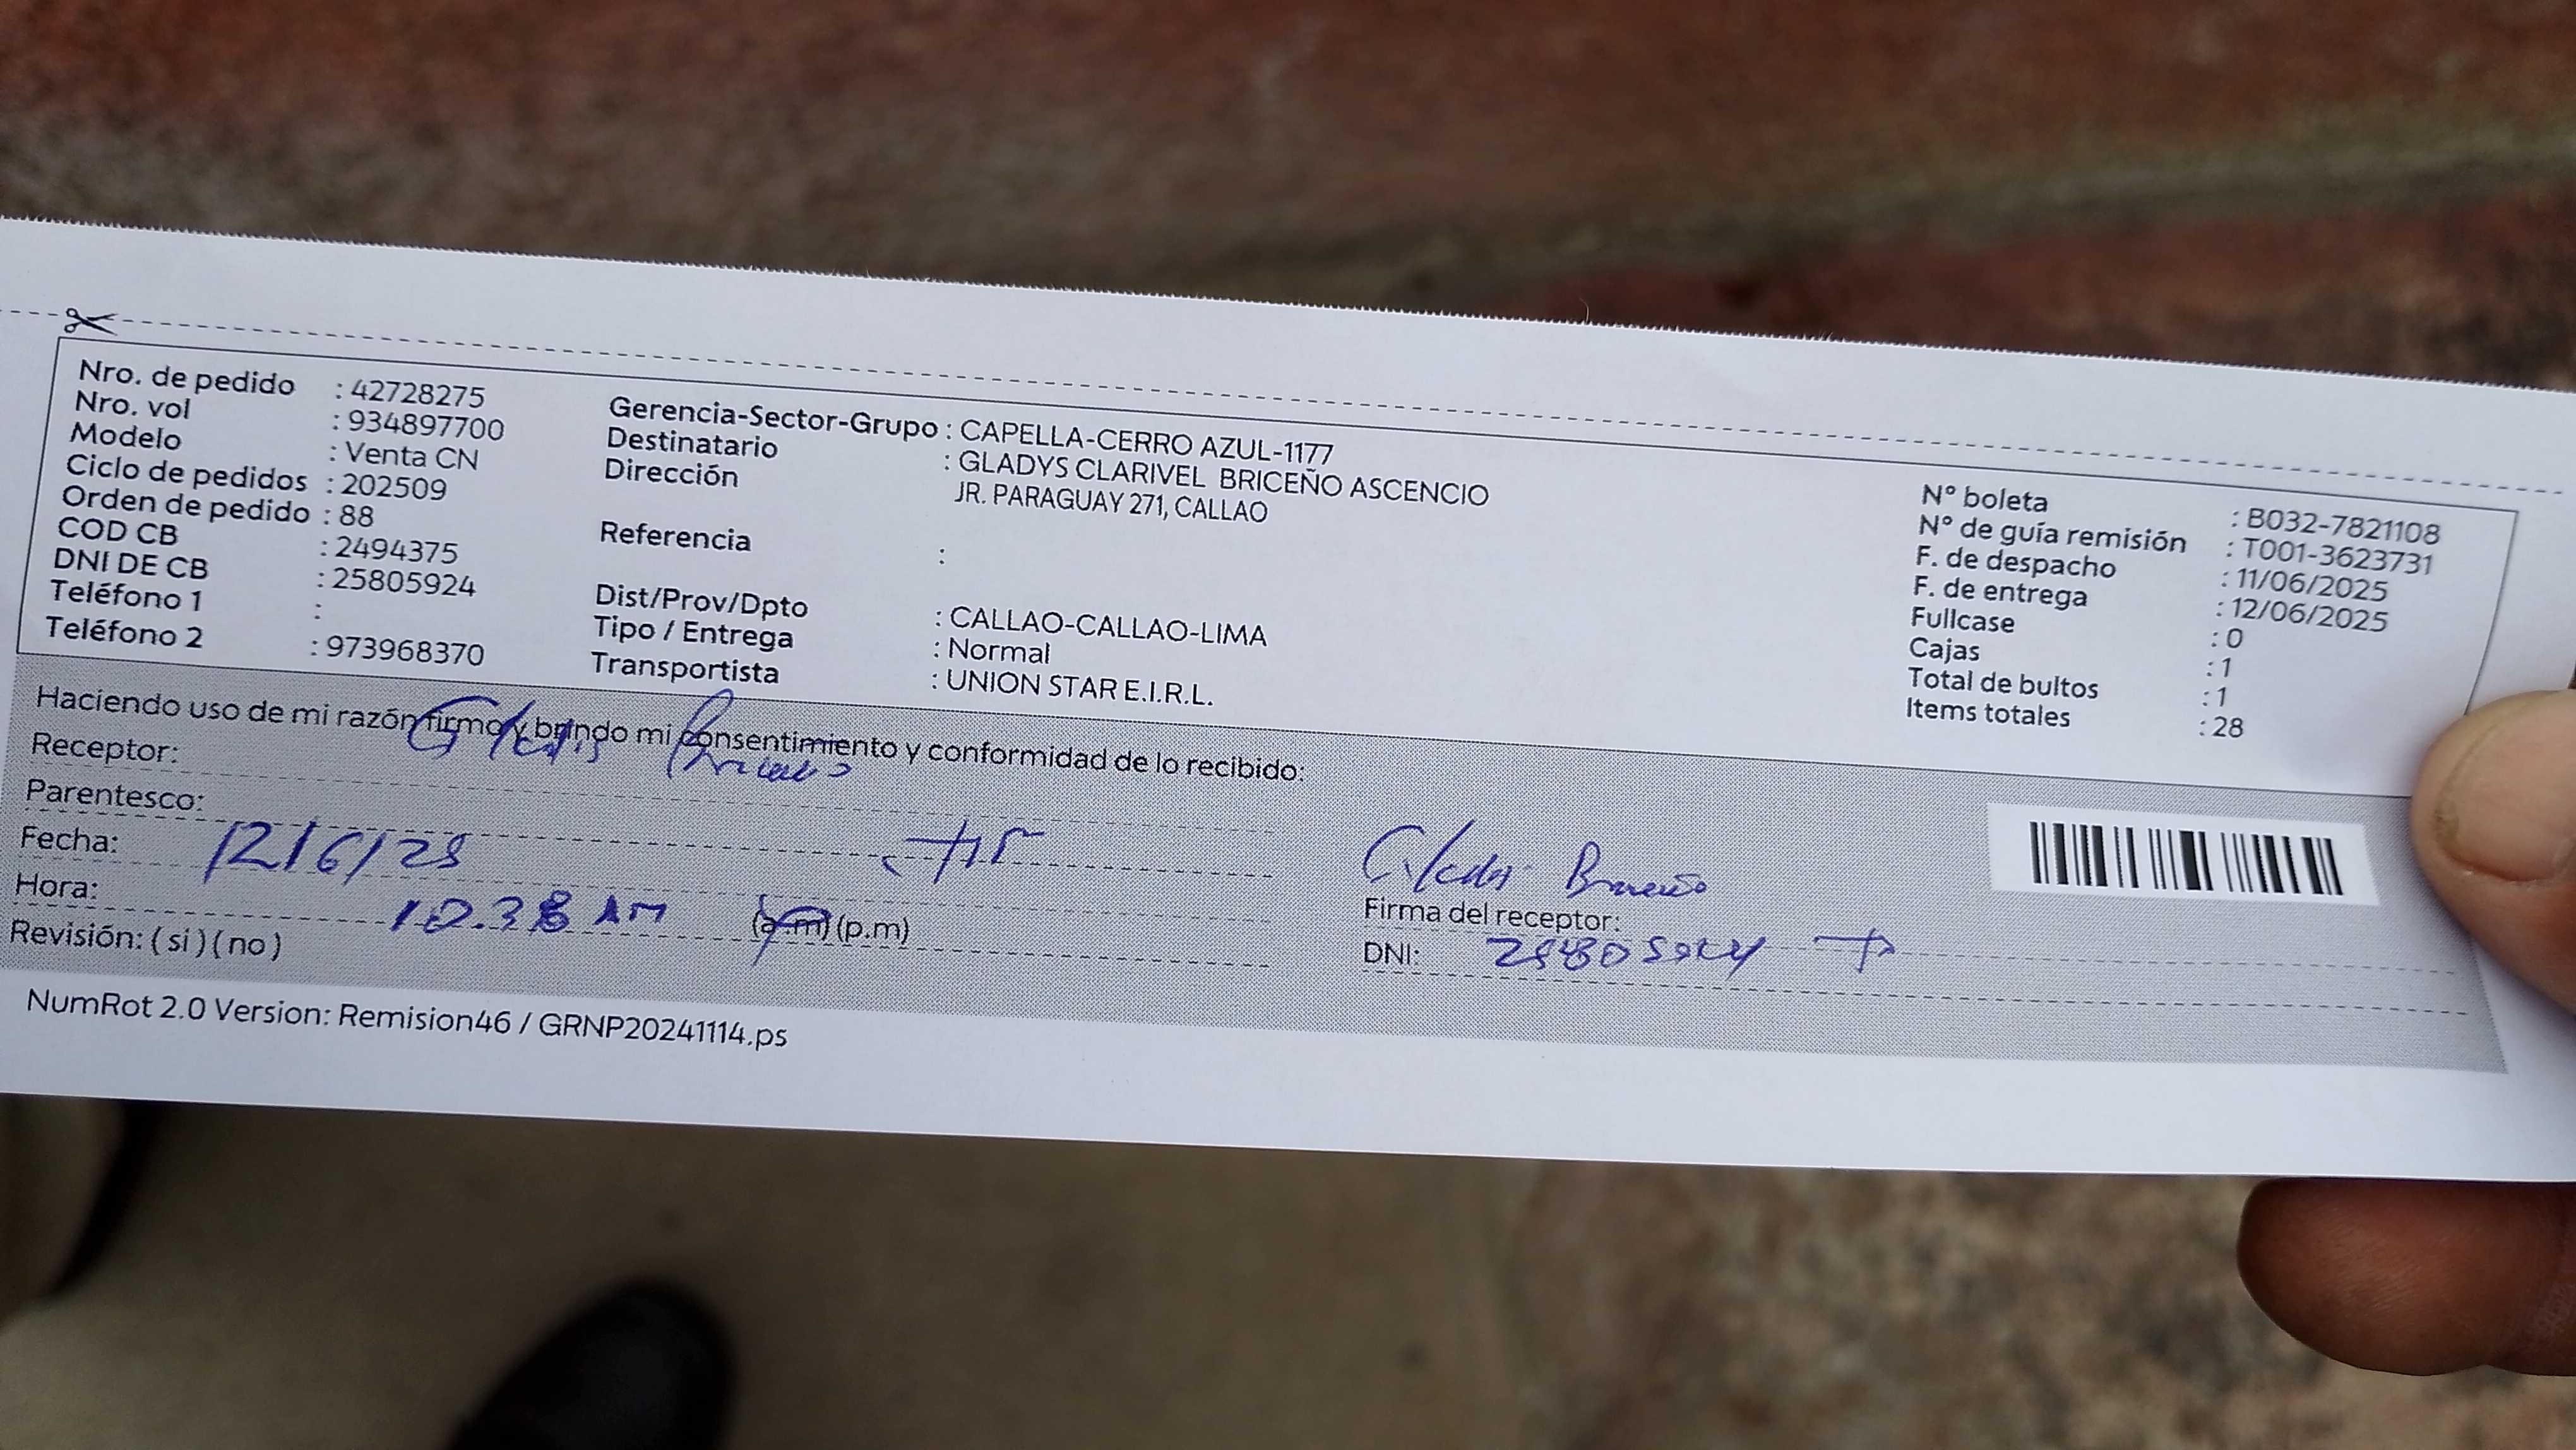 Nro. de pedido : 42728275
Nro. vol : 934897700
Modelo : Venta CN
Ciclo de pedidos : 202509
Orden de pedido : 88
COD CB : 2494375
DNI DE CB : 25805924
Teléfono 1 :
Teléfono 2 : 973968370
Gerencia-Sector-Grupo : CAPELLA-CERRO AZUL-1177
Destinatario : GLADYS CLARIVEL BRICEÑO ASCENCIO
Dirección JR. PARAGUAY 271, CALLAO
Referencia :
Dist/Prov/Dpto : CALLAO-CALLAO-LIMA
Tipo / Entrega : Normal
Transportista : UNION STAR E.I.R.L.
N° boleta : B032-7821108
N° de guía remisión : T001-3623731
F. de despacho : 11/06/2025
F. de entrega : 12/06/2025
Fullcase : 0
Cajas : 1
Total de bultos : 1
Items totales : 28
Haciendo uso de mi razón firmo y brindo mi consentimiento y conformidad de lo recibido:
Receptor: Gladis Briceño
Parentesco:
Fecha: 12/6/25
Hora: 10.38 AM (a.m) (p.m)
Revisión: ( si ) ( no )
Gladis Briceño
Firma del receptor:
DNI: 25805924
NumRot 2.0 Version: Remision46 / GRNP20241114.ps